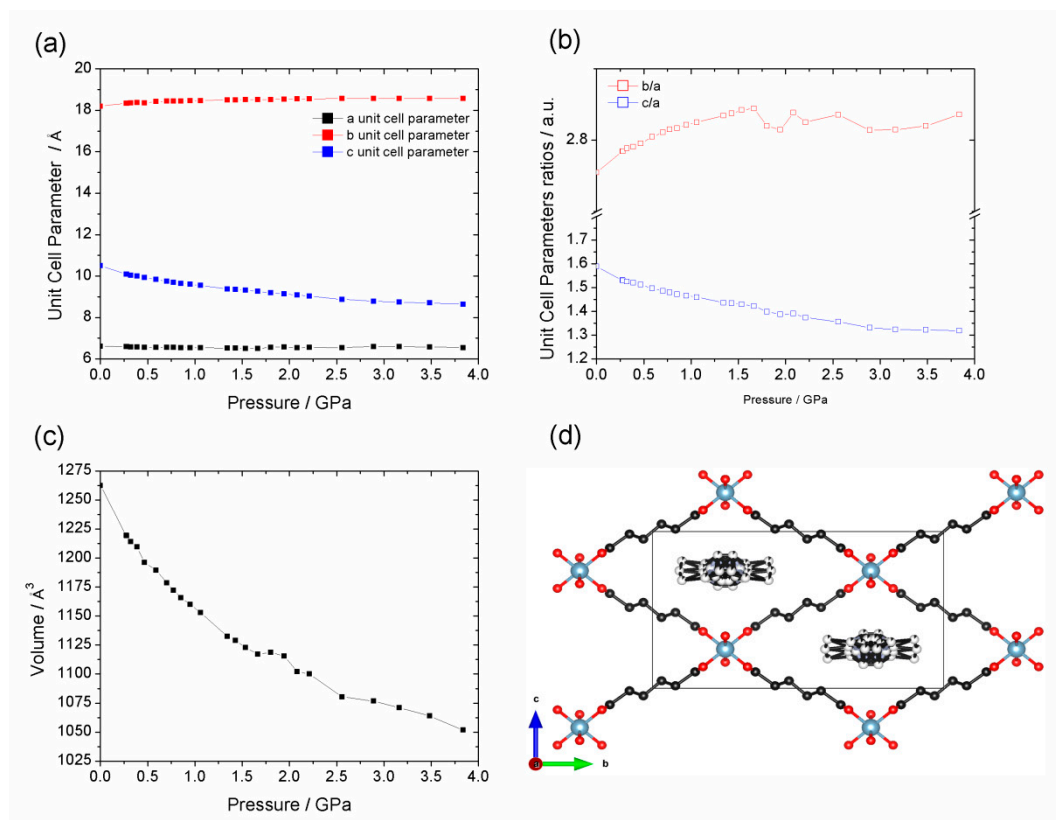 (a)
Unit Cell Parameter / Å
20
18
16
14
12
10
8
6
a unit cell parameter
b unit cell parameter
c unit cell parameter
0.0 0.5 1.0 1.5 2.0 2.5 3.0 3.5 4.0
Pressure / GPa
(b)
Unit Cell Parameters ratios / a.u.
b/a
c/a
2.8
1.7
1.6
1.5
1.4
1.3
1.2
0.0 0.5 1.0 1.5 2.0 2.5 3.0 3.5 4.0
Pressure / GPa
(c)
Volume / Å³
1275
1250
1225
1200
1175
1150
1125
1100
1075
1050
1025
0.0 0.5 1.0 1.5 2.0 2.5 3.0 3.5 4.0
Pressure / GPa
(d)
c
a
b